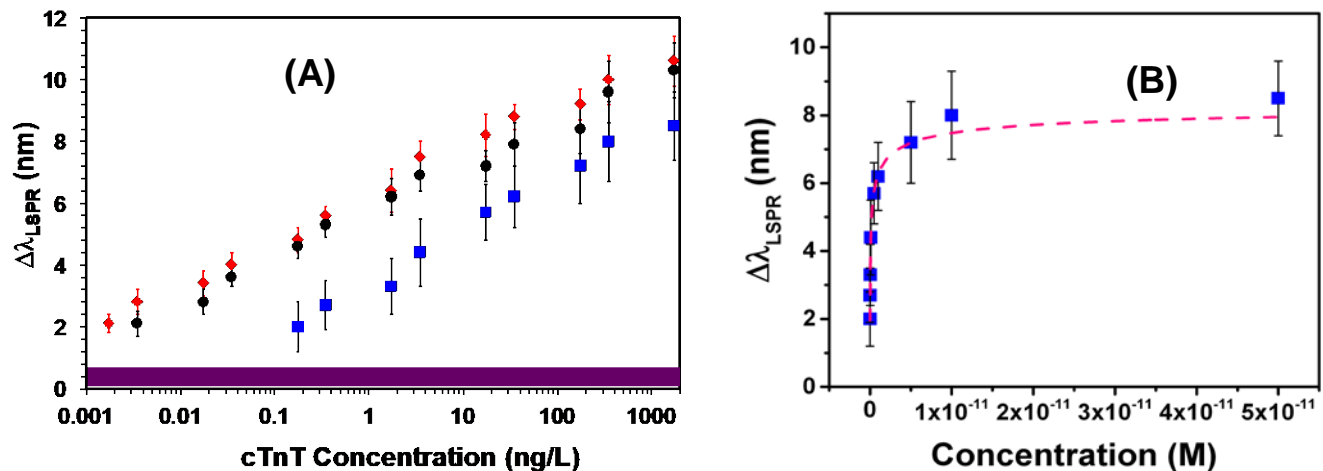 (A)
12
10
8
6
4
2
0
Δλ_LSPR (nm)
0.001 0.01 0.1 1 10 100 1000
cTnT Concentration (ng/L)
(B)
10
8
6
4
2
0
Δλ_LSPR (nm)
0 1x10⁻¹¹ 2x10⁻¹¹ 3x10⁻¹¹ 4x10⁻¹¹ 5x10⁻¹¹
Concentration (M)